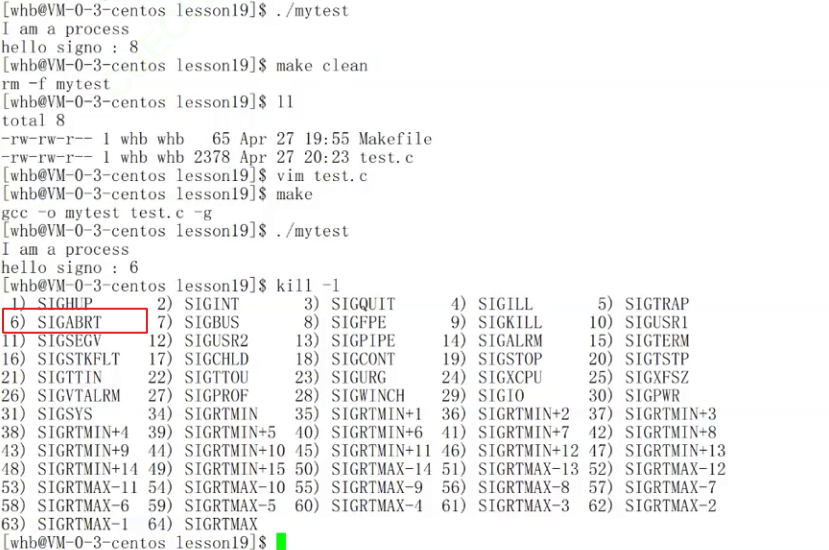 [whb@VM-0-3-centos lesson19]$ ./mytest
I am a process
hello signo : 8
[whb@VM-0-3-centos lesson19]$ make clean
rm -f mytest
[whb@VM-0-3-centos lesson19]$ ll
total 8
-rw-rw-r-- 1 whb whb   65 Apr 27 19:55 Makefile
-rw-rw-r-- 1 whb whb 2378 Apr 27 20:23 test.c
[whb@VM-0-3-centos lesson19]$ vim test.c
[whb@VM-0-3-centos lesson19]$ make
gcc -o mytest test.c -g
[whb@VM-0-3-centos lesson19]$ ./mytest
I am a process
hello signo : 6
[whb@VM-0-3-centos lesson19]$ kill -l
 1) SIGHUP       2) SIGINT       3) SIGQUIT      4) SIGILL       5) SIGTRAP
 6) SIGABRT      7) SIGBUS       8) SIGFPE       9) SIGKILL     10) SIGUSR1
11) SIGSEGV     12) SIGUSR2     13) SIGPIPE     14) SIGALRM     15) SIGTERM
16) SIGSTKFLT   17) SIGCHLD     18) SIGCONT     19) SIGSTOP     20) SIGTSTP
21) SIGTTIN     22) SIGTTOU     23) SIGURG      24) SIGXCPU     25) SIGXFSZ
26) SIGVTALRM   27) SIGPROF     28) SIGWINCH    29) SIGIO       30) SIGPWR
31) SIGSYS      34) SIGRTMIN    35) SIGRTMIN+1  36) SIGRTMIN+2  37) SIGRTMIN+3
38) SIGRTMIN+4  39) SIGRTMIN+5  40) SIGRTMIN+6  41) SIGRTMIN+7  42) SIGRTMIN+8
43) SIGRTMIN+9  44) SIGRTMIN+10 45) SIGRTMIN+11 46) SIGRTMIN+12 47) SIGRTMIN+13
48) SIGRTMIN+14 49) SIGRTMIN+15 50) SIGRTMAX-14 51) SIGRTMAX-13 52) SIGRTMAX-12
53) SIGRTMAX-11 54) SIGRTMAX-10 55) SIGRTMAX-9  56) SIGRTMAX-8  57) SIGRTMAX-7
58) SIGRTMAX-6  59) SIGRTMAX-5  60) SIGRTMAX-4  61) SIGRTMAX-3  62) SIGRTMAX-2
63) SIGRTMAX-1  64) SIGRTMAX
[whb@VM-0-3-centos lesson19]$